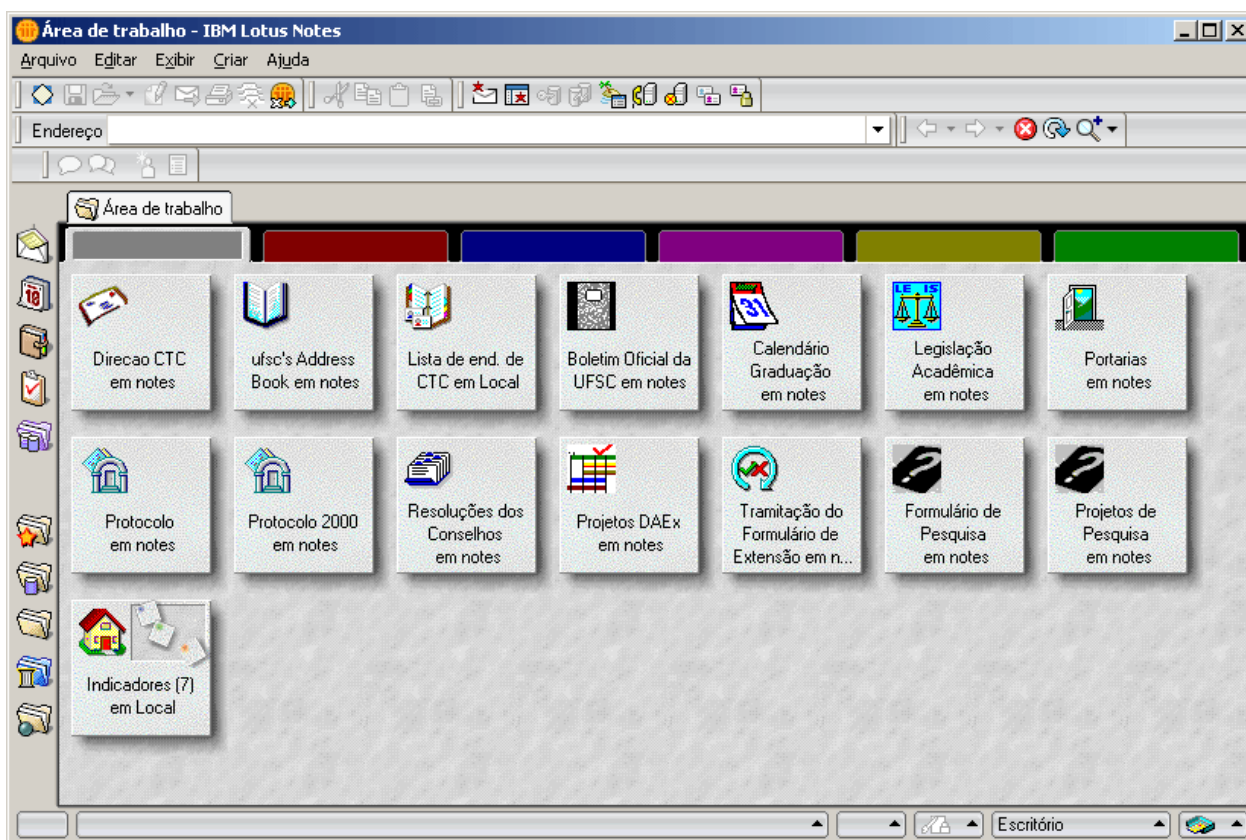 Área de trabalho - IBM Lotus Notes
Arquivo Editar Exibir Criar Ajuda
Endereço
Área de trabalho
Direcao CTC
em notes
ufsc's Address
Book em notes
Lista de end. de
CTC em Local
Boletim Oficial da
UFSC em notes
Calendário
Graduação
em notes
Legislação
Acadêmica
em notes
Portarias
em notes
Protocolo
em notes
Protocolo 2000
em notes
Resoluções dos
Conselhos
em notes
Projetos DAEx
em notes
Tramitação do
Formulário de
Extensão em n...
Formulário de
Pesquisa
em notes
Projetos de
Pesquisa
em notes
Indicadores (7)
em Local
Escritório
31
LE IS
18